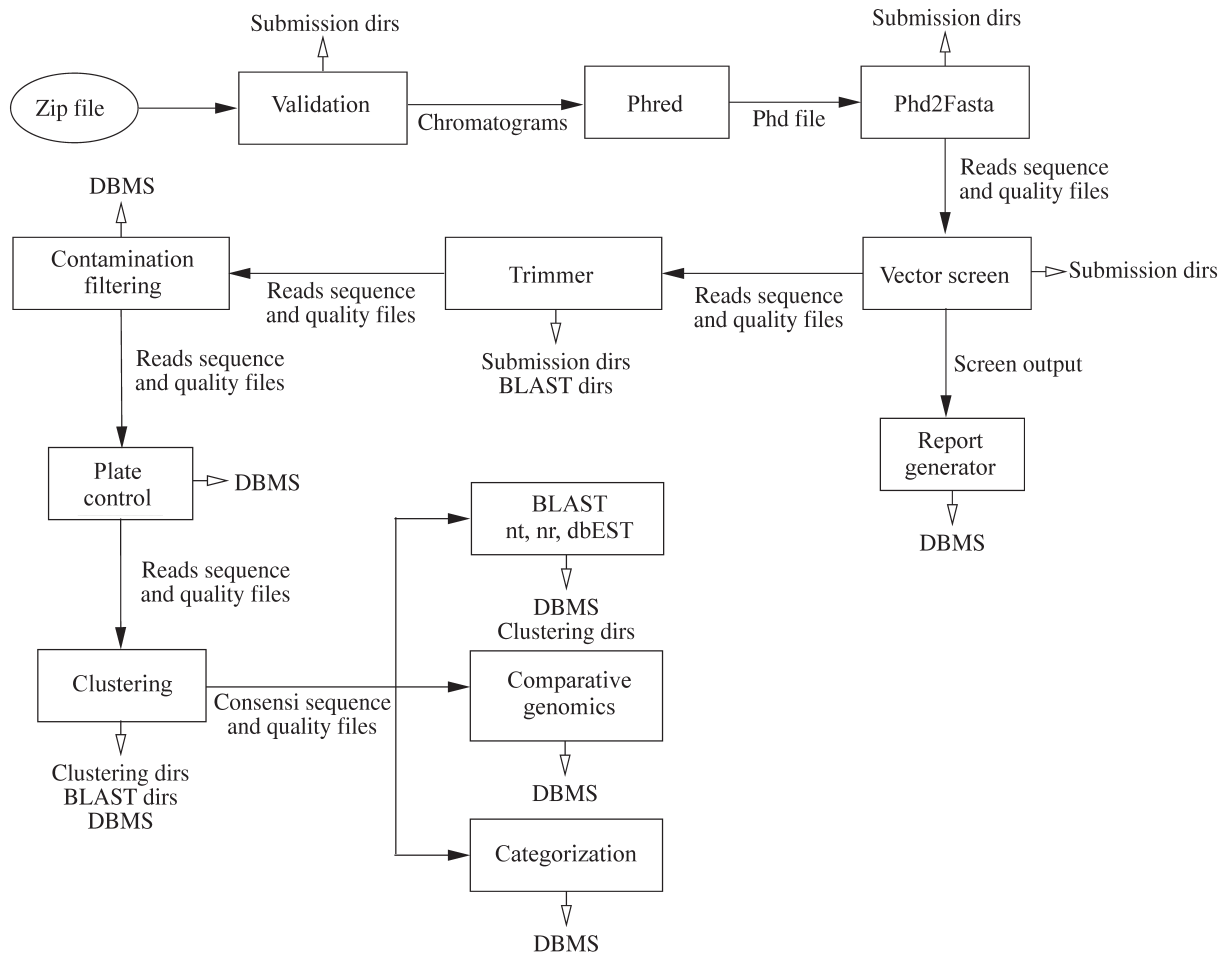 Submission dirs
Submission dirs
Zip file
Validation
Phred
Phd2Fasta
Chromatograms
Phd file
Reads sequence
and quality files
DBMS
Contamination
filtering
Trimmer
Vector screen
Submission dirs
Reads sequence
and quality files
Reads sequence
and quality files
Reads sequence
and quality files
Submission dirs
BLAST dirs
Screen output
Report
generator
DBMS
Plate
control
DBMS
BLAST
nt, nr, dbEST
DBMS
Clustering dirs
Reads sequence
and quality files
Clustering
Consensi sequence
and quality files
Comparative
genomics
DBMS
Clustering dirs
BLAST dirs
DBMS
Categorization
DBMS